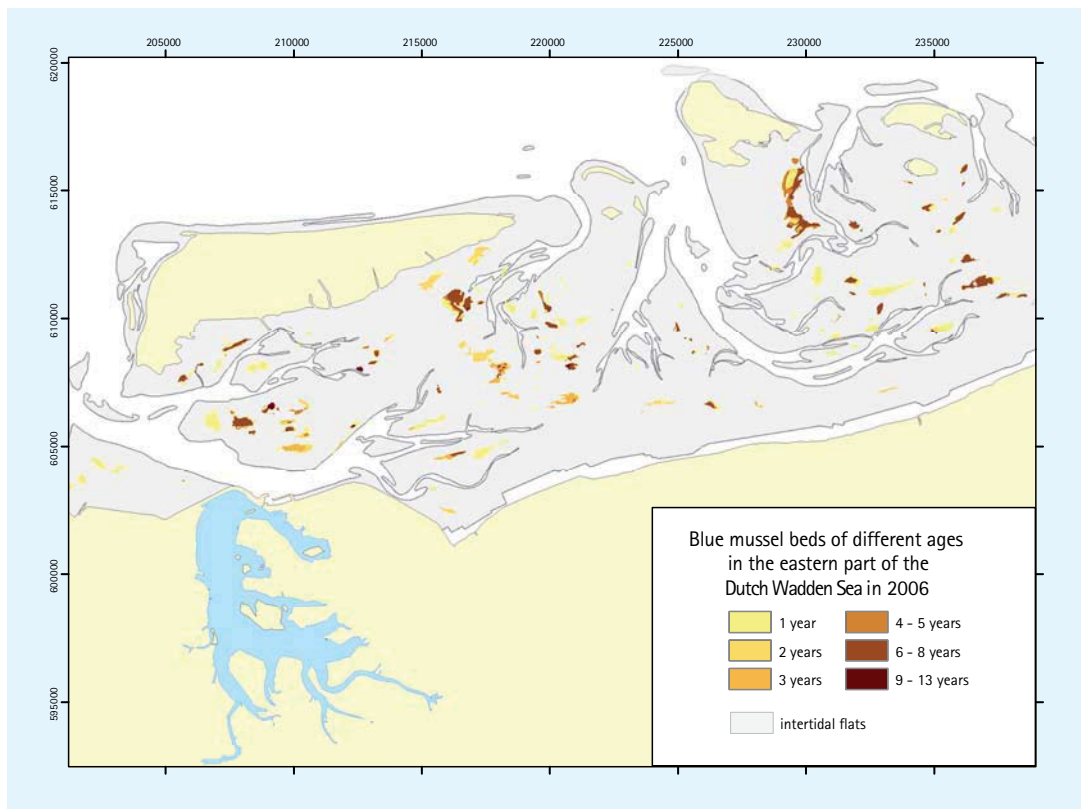 205000
210000
215000
220000
225000
230000
235000
620000
615000
610000
605000
600000
595000
Blue mussel beds of different ages
in the eastern part of the
Dutch Wadden Sea in 2006
1 year
4 - 5 years
2 years
6 - 8 years
3 years
9 - 13 years
intertidal flats